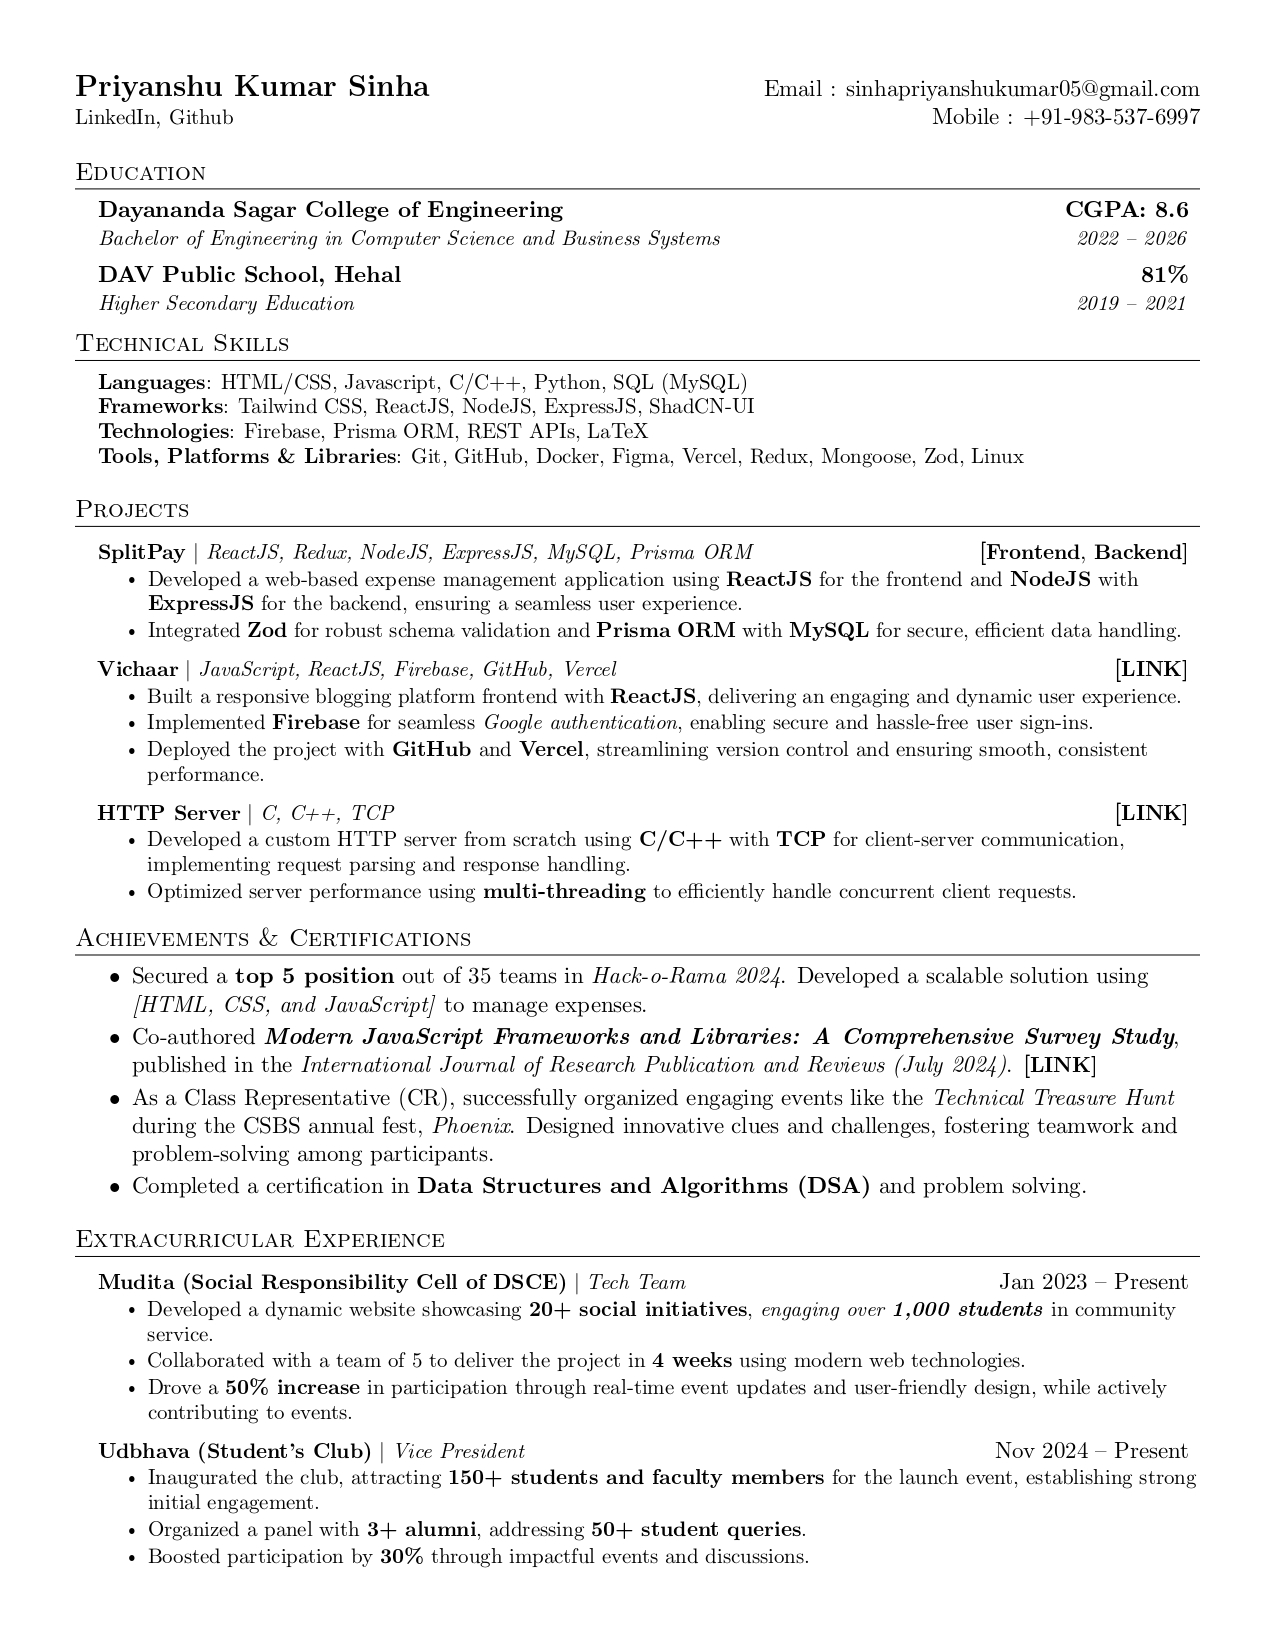 Priyanshu Kumar Sinha
Email : sinhapriyanshukumar05@gmail.com
LinkedIn, Github
Mobile : +91-983-537-6997
Education
Dayananda Sagar College of Engineering CGPA: 8.6
Bachelor of Engineering in Computer Science and Business Systems 2022 – 2026
DAV Public School, Hehal 81%
Higher Secondary Education 2019 – 2021
Technical Skills
Languages: HTML/CSS, Javascript, C/C++, Python, SQL (MySQL)
Frameworks: Tailwind CSS, ReactJS, NodeJS, ExpressJS, ShadCN-UI
Technologies: Firebase, Prisma ORM, REST APIs, LaTeX
Tools, Platforms & Libraries: Git, GitHub, Docker, Figma, Vercel, Redux, Mongoose, Zod, Linux
Projects
SplitPay | ReactJS, Redux, NodeJS, ExpressJS, MySQL, Prisma ORM [Frontend, Backend]
• Developed a web-based expense management application using ReactJS for the frontend and NodeJS with
ExpressJS for the backend, ensuring a seamless user experience.
• Integrated Zod for robust schema validation and Prisma ORM with MySQL for secure, efficient data handling.
Vichaar | JavaScript, ReactJS, Firebase, GitHub, Vercel [LINK]
• Built a responsive blogging platform frontend with ReactJS, delivering an engaging and dynamic user experience.
• Implemented Firebase for seamless Google authentication, enabling secure and hassle-free user sign-ins.
• Deployed the project with GitHub and Vercel, streamlining version control and ensuring smooth, consistent
performance.
HTTP Server | C, C++, TCP [LINK]
• Developed a custom HTTP server from scratch using C/C++ with TCP for client-server communication,
implementing request parsing and response handling.
• Optimized server performance using multi-threading to efficiently handle concurrent client requests.
Achievements & Certifications
• Secured a top 5 position out of 35 teams in Hack-o-Rama 2024. Developed a scalable solution using
[HTML, CSS, and JavaScript] to manage expenses.
• Co-authored Modern JavaScript Frameworks and Libraries: A Comprehensive Survey Study,
published in the International Journal of Research Publication and Reviews (July 2024). [LINK]
• As a Class Representative (CR), successfully organized engaging events like the Technical Treasure Hunt
during the CSBS annual fest, Phoenix. Designed innovative clues and challenges, fostering teamwork and
problem-solving among participants.
• Completed a certification in Data Structures and Algorithms (DSA) and problem solving.
Extracurricular Experience
Mudita (Social Responsibility Cell of DSCE) | Tech Team Jan 2023 – Present
• Developed a dynamic website showcasing 20+ social initiatives, engaging over 1,000 students in community
service.
• Collaborated with a team of 5 to deliver the project in 4 weeks using modern web technologies.
• Drove a 50% increase in participation through real-time event updates and user-friendly design, while actively
contributing to events.
Udbhava (Student's Club) | Vice President Nov 2024 – Present
• Inaugurated the club, attracting 150+ students and faculty members for the launch event, establishing strong
initial engagement.
• Organized a panel with 3+ alumni, addressing 50+ student queries.
• Boosted participation by 30% through impactful events and discussions.